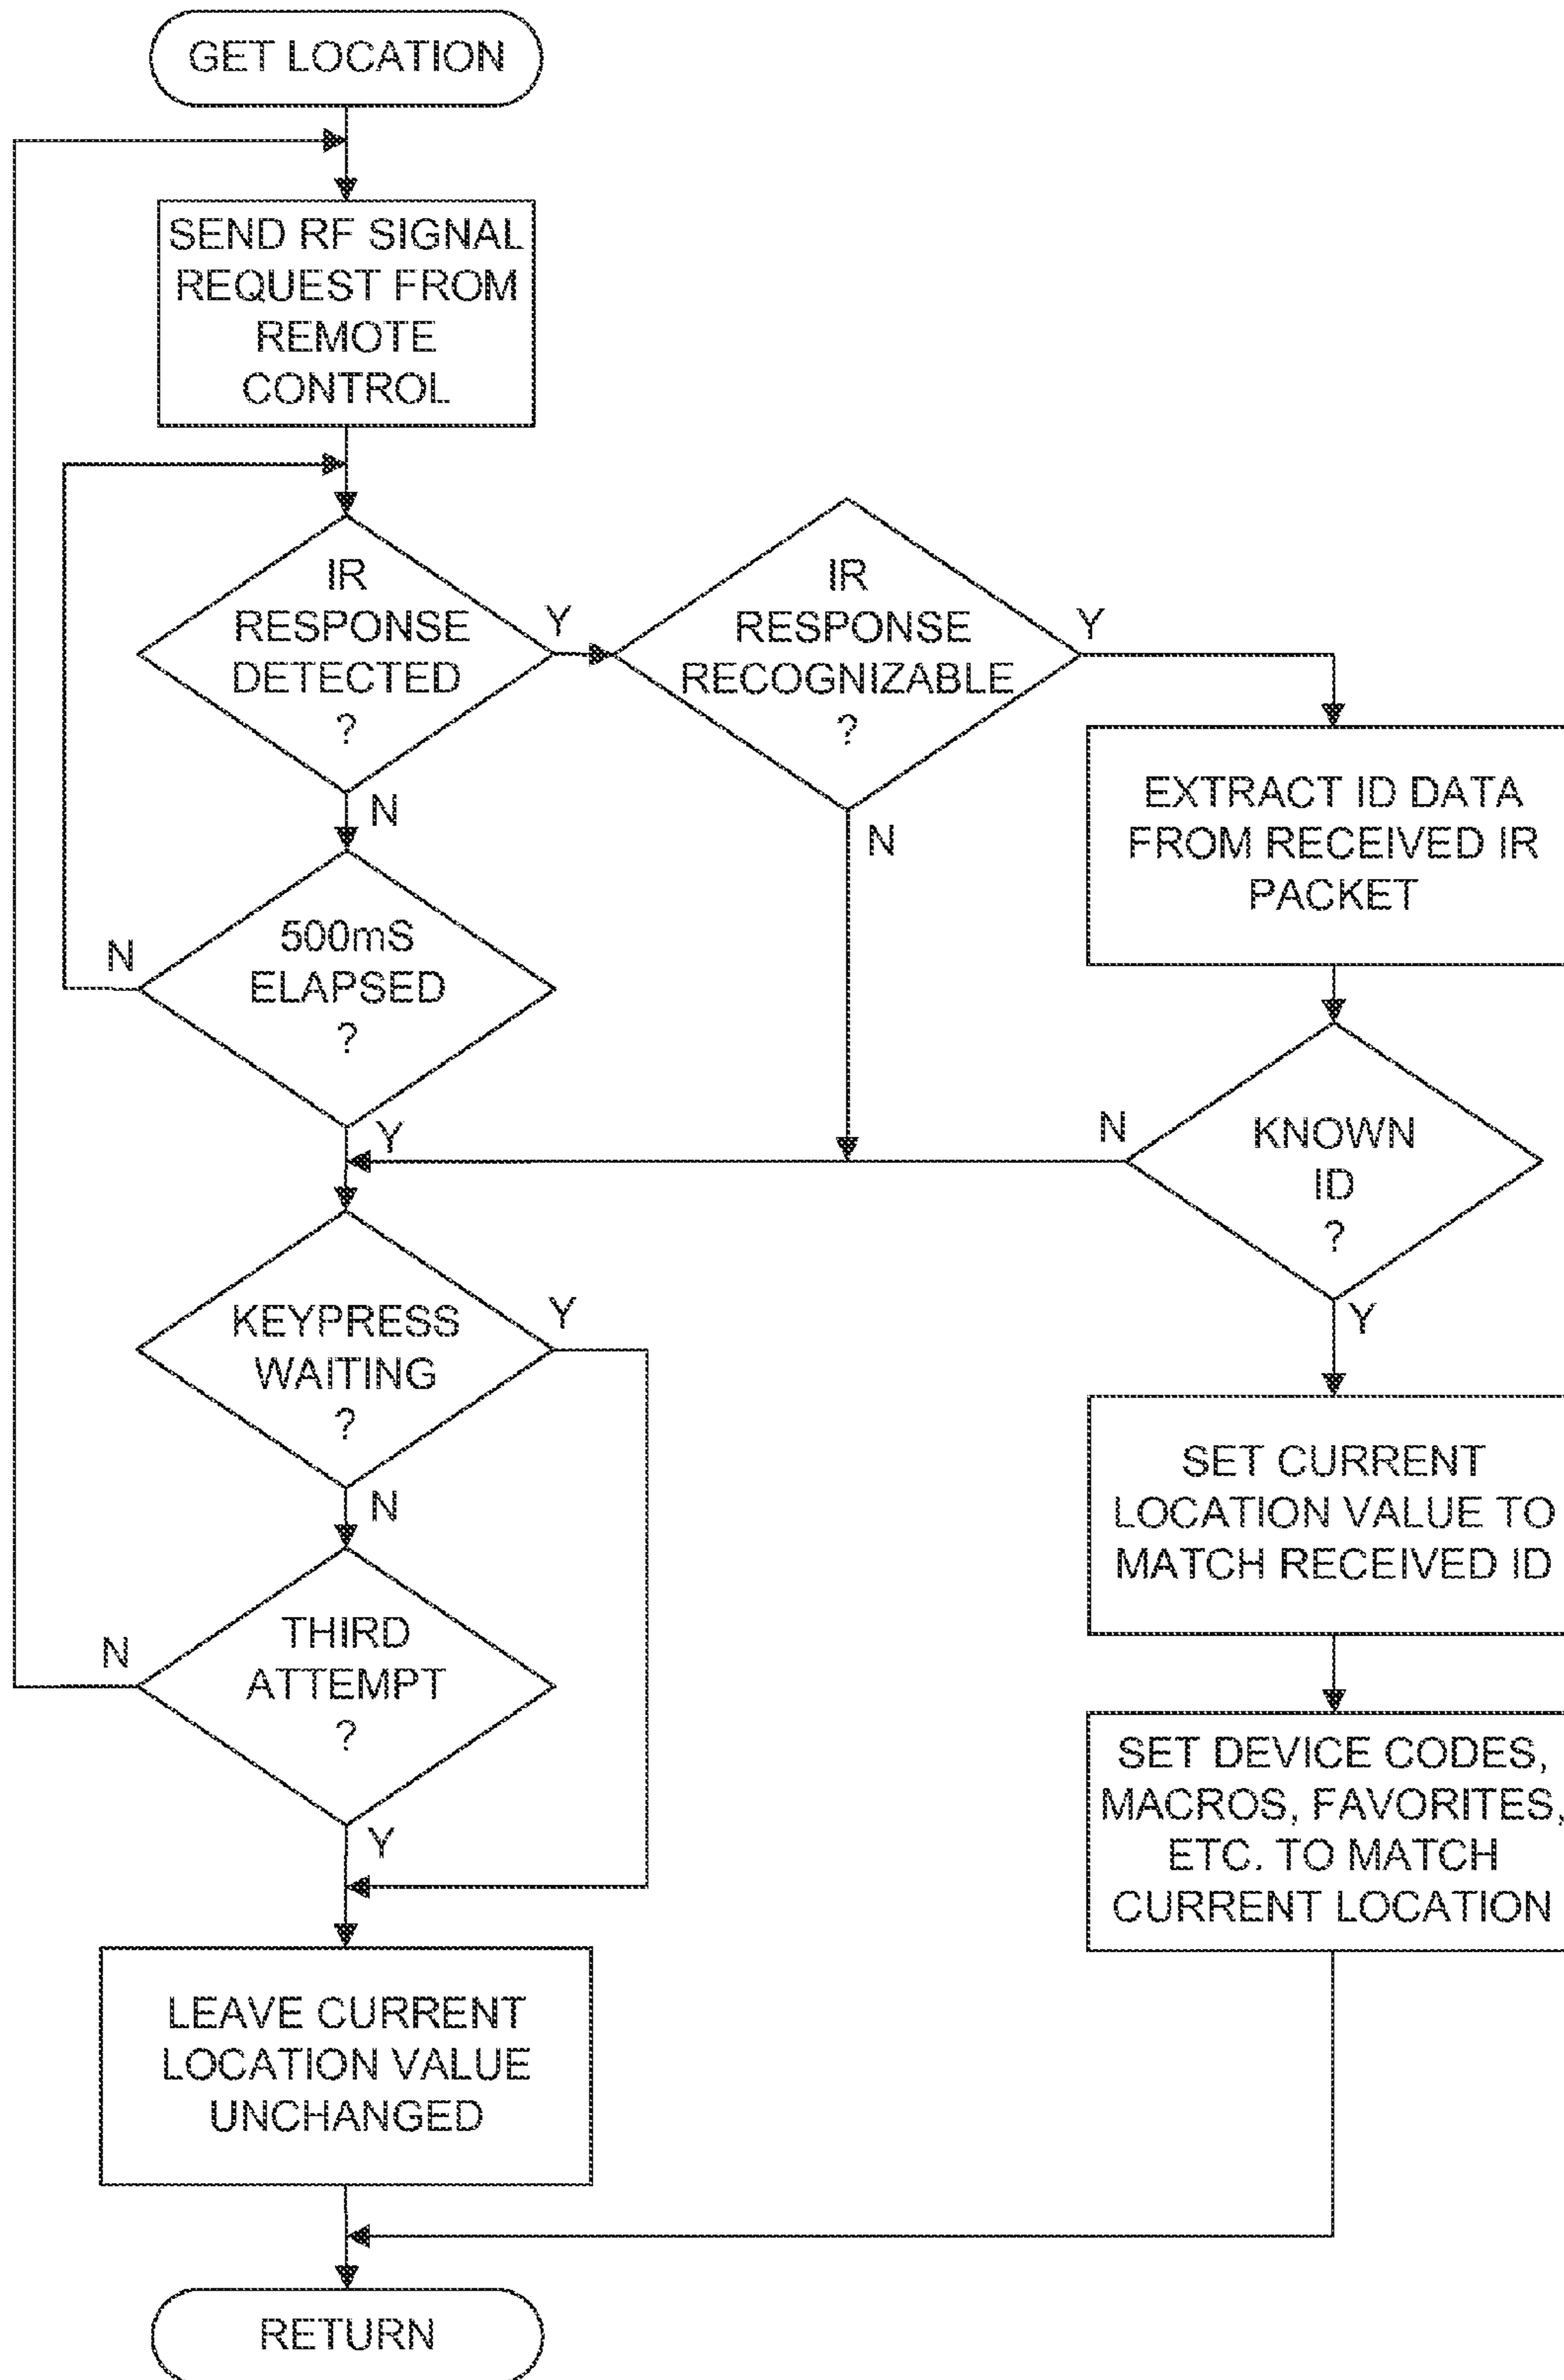 GET LOCATION
SEND RF SIGNAL
REQUEST FROM
REMOTE
CONTROL
IR
RESPONSE
DETECTED
?
Y
N
IR
RESPONSE
RECOGNIZABLE
?
Y
N
EXTRACT ID DATA
FROM RECEIVED IR
PACKET
500mS
ELAPSED
?
N
Y
KNOWN
ID
?
N
Y
KEYPRESS
WAITING
?
Y
N
SET CURRENT
LOCATION VALUE TO
MATCH RECEIVED ID
THIRD
ATTEMPT
?
N
Y
SET DEVICE CODES,
MACROS, FAVORITES,
ETC. TO MATCH
CURRENT LOCATION
LEAVE CURRENT
LOCATION VALUE
UNCHANGED
RETURN